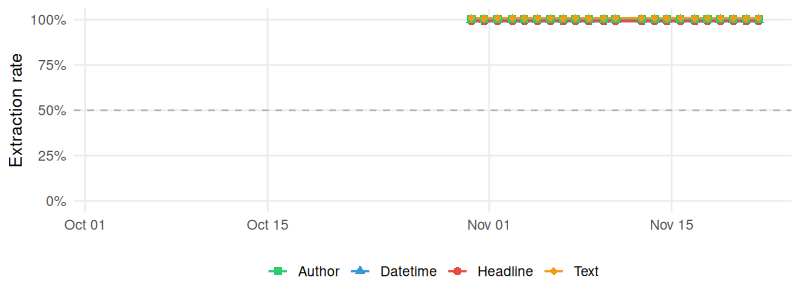 100%
75%
50%
25%
0%
Extraction rate
Oct 01 Oct 15 Nov 01 Nov 15
Author Datetime Headline Text